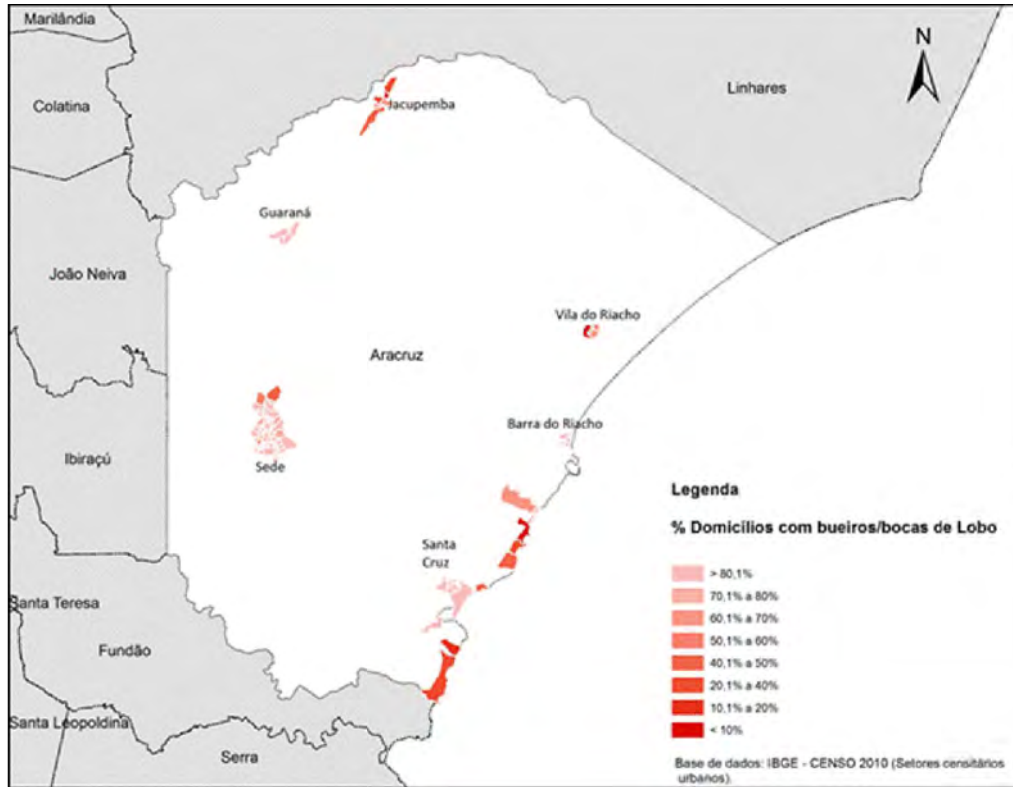 Marilândia
N
Colatina
Linhares
Jacupemba
Guaraná
João Neiva
Vila do Riacho
Aracruz
Barra do Riacho
Ibiraçú
Sede
Legenda
% Domicílios com bueiros/bocas de Lobo
Santa
Cruz
> 80,1%
70,1% a 80%
60,1% a 70%
50,1% a 60%
40,1% a 50%
20,1% a 40%
10,1% a 20%
< 10%
Santa Teresa
Fundão
Santa Leopoldina
Serra
Base de dados: IBGE - CENSO 2010 (Setores censitários
urbanos).